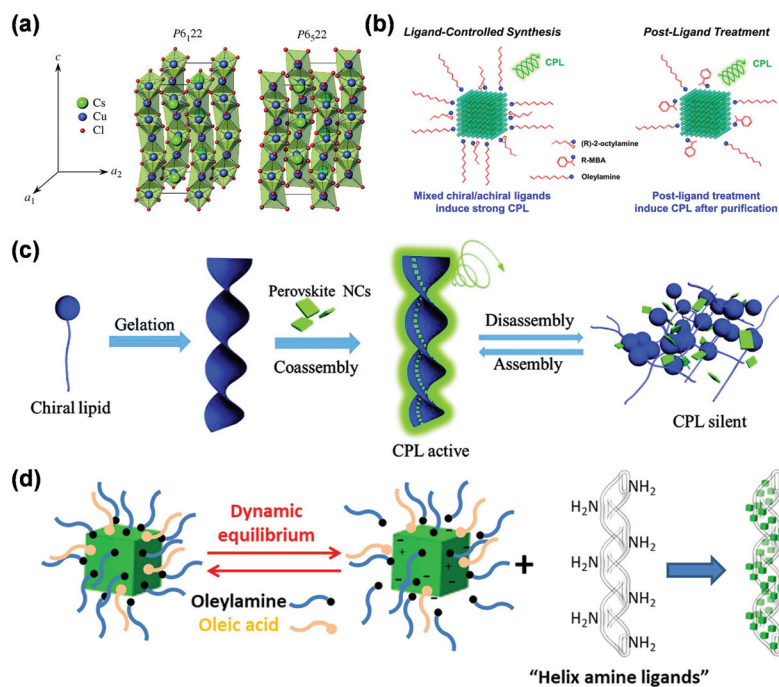 (a)
P6₁22
P6₅22
c
a₂
a₁
Cs
Cu
Cl
(b)
Ligand-Controlled Synthesis
Post-Ligand Treatment
CPL
CPL
(R)-2-octylamine
R-MBA
Oleylamine
Mixed chiral/achiral ligands
induce strong CPL
Post-ligand treatment
induce CPL after purification
(c)
Chiral lipid
Gelation
Perovskite NCs
Coassembly
CPL active
Disassembly
Assembly
CPL silent
(d)
Dynamic
equilibrium
Oleylamine
Oleic acid
+
NH₂
H₂N
NH₂
H₂N
NH₂
H₂N
NH₂
"Helix amine ligands"